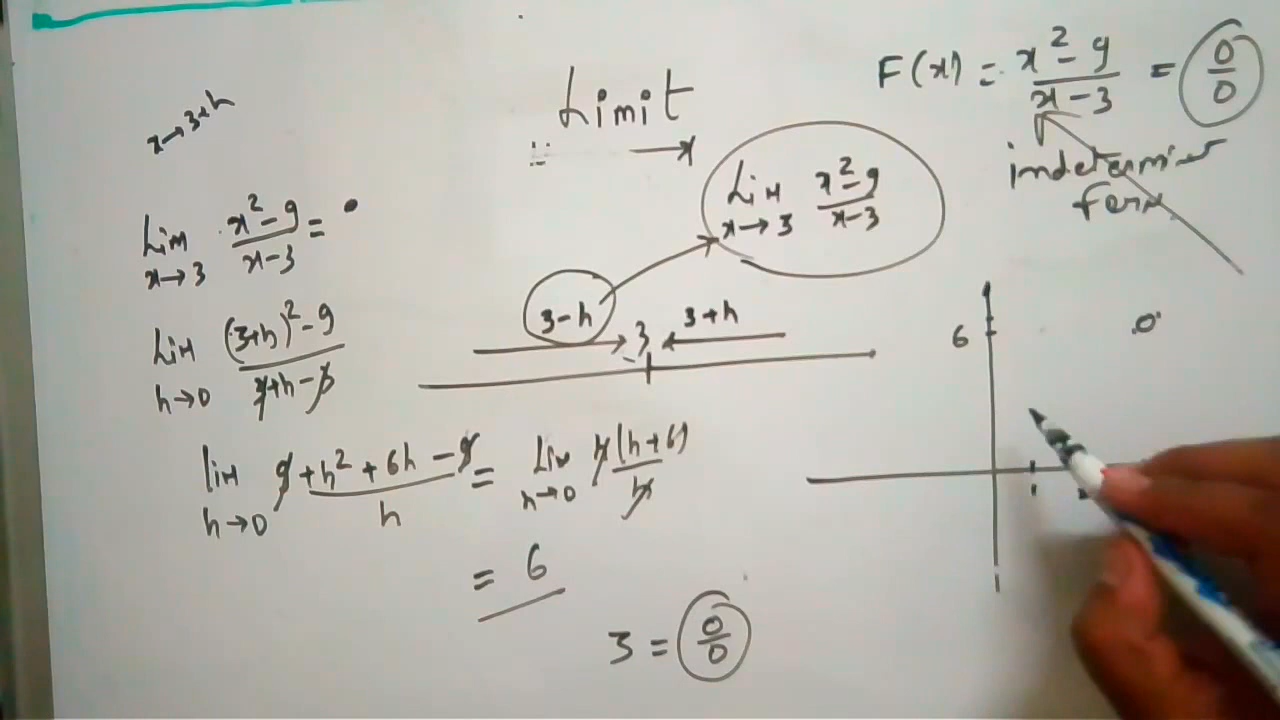 Limit
F(x) = x² - 9 / x - 3 = 0/0
indeterminet
form
x→3+h
Lim x→3 x² - 9 / x - 3 =
Lim x→3 x² - 9 / x - 3
3-h
3
3+h
Lim h→0 (3+h)² - 9 / 3+h-3
6
0
Lim h→0 9 + h² + 6h - 9 / h = Lim h→0 h(h+6) / h
1
= 6
3 = 0/0